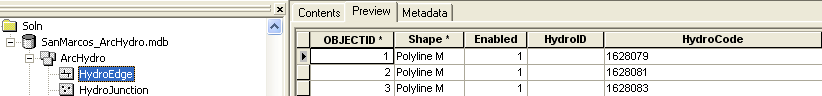 Soln
SanMarcos_ArcHydro.mdb
ArcHydro
HydroEdge
HydroJunction
Contents Preview Metadata
OBJECTID * Shape * Enabled HydroID HydroCode
1 Polyline M 1 1628079
2 Polyline M 1 1628081
3 Polyline M 1 1628083